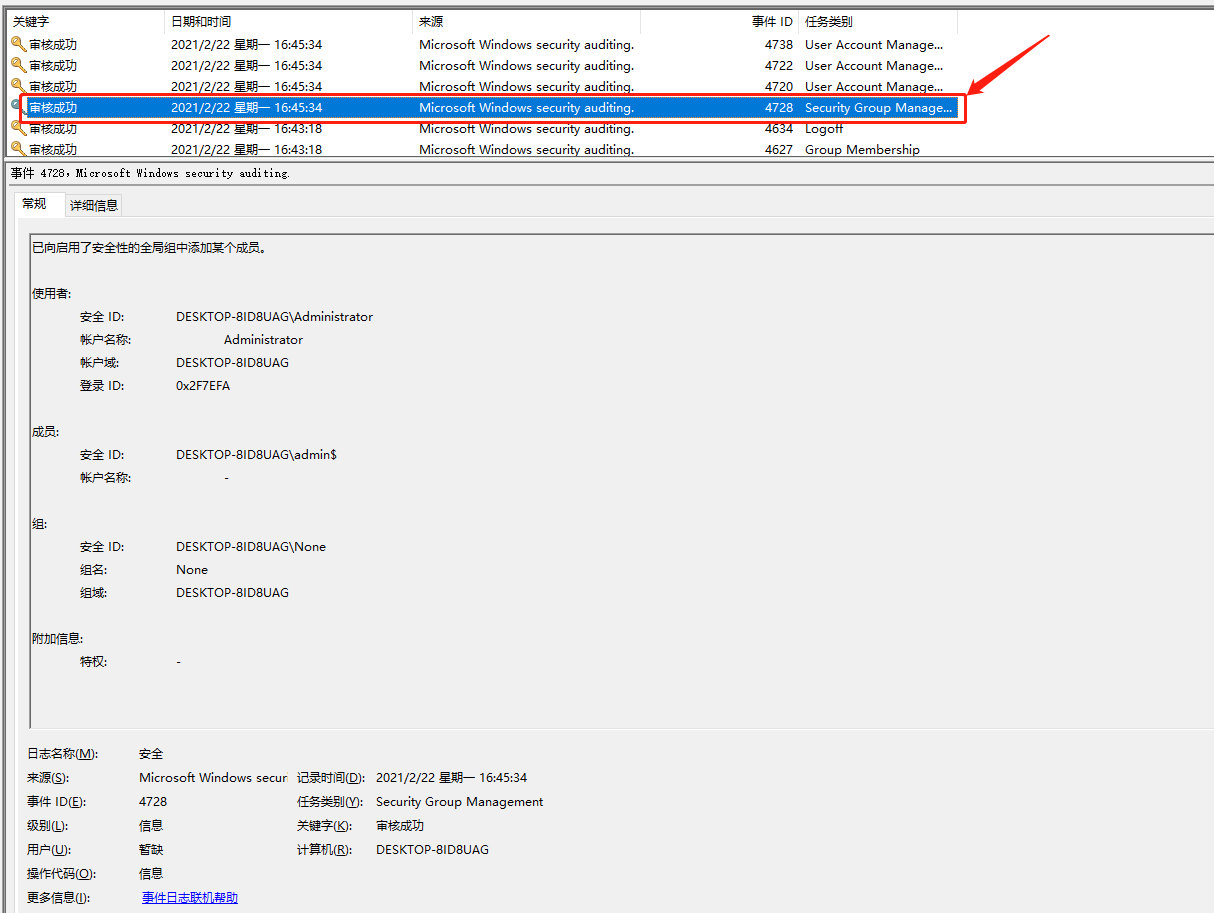 关键字 日期和时间 来源 事件 ID 任务类别
审核成功 2021/2/22 星期一 16:45:34 Microsoft Windows security auditing. 4738 User Account Manage...
审核成功 2021/2/22 星期一 16:45:34 Microsoft Windows security auditing. 4722 User Account Manage...
审核成功 2021/2/22 星期一 16:45:34 Microsoft Windows security auditing. 4720 User Account Manage...
审核成功 2021/2/22 星期一 16:45:34 Microsoft Windows security auditing. 4728 Security Group Manage...
审核成功 2021/2/22 星期一 16:43:18 Microsoft Windows security auditing. 4634 Logoff
审核成功 2021/2/22 星期一 16:43:18 Microsoft Windows security auditing. 4627 Group Membership
事件 4728，Microsoft Windows security auditing.
常规 详细信息
已向启用了安全性的全局组中添加某个成员。
使用者:
安全 ID: DESKTOP-8ID8UAG\Administrator
帐户名称: Administrator
帐户域: DESKTOP-8ID8UAG
登录 ID: 0x2F7EFA
成员:
安全 ID: DESKTOP-8ID8UAG\admin$
帐户名称: -
组:
安全 ID: DESKTOP-8ID8UAG\None
组名: None
组域: DESKTOP-8ID8UAG
附加信息:
特权: -
日志名称(M): 安全
来源(S): Microsoft Windows secur 记录时间(D): 2021/2/22 星期一 16:45:34
事件 ID(E): 4728 任务类别(Y): Security Group Management
级别(L): 信息 关键字(K): 审核成功
用户(U): 暂缺 计算机(R): DESKTOP-8ID8UAG
操作代码(O): 信息
更多信息(I): 事件日志联机帮助